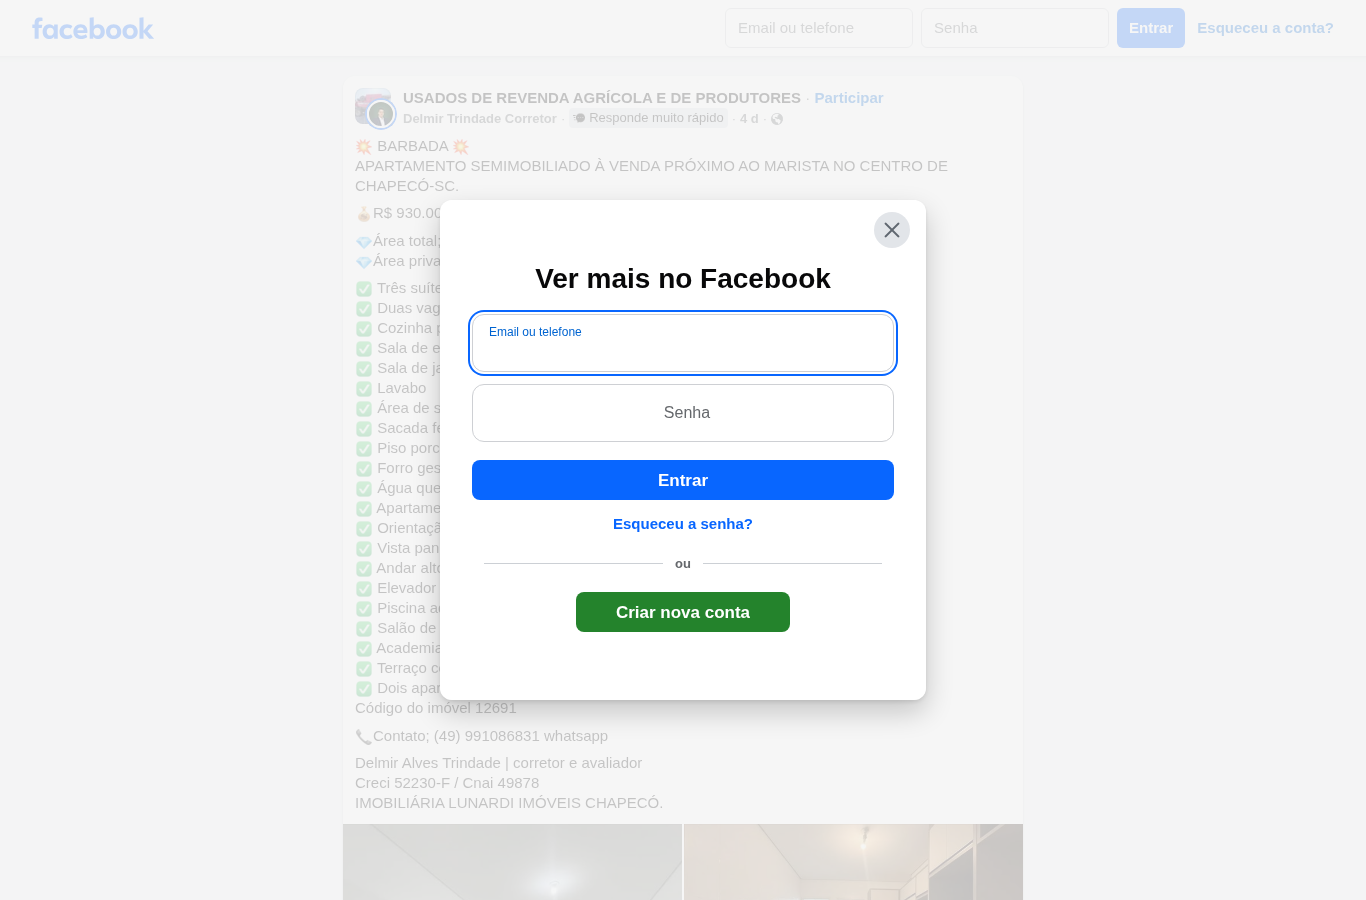 facebook
Email ou telefone
Senha
Entrar
Esqueceu a conta?
USADOS DE REVENDA AGRÍCOLA E DE PRODUTORES · Participar
Delmir Trindade Corretor · Responde muito rápido · 4 d ·
💥 BARBADA 💥
APARTAMENTO SEMIMOBILIADO À VENDA PRÓXIMO AO MARISTA NO CENTRO DE
CHAPECÓ-SC.
💰R$ 930.00
💎Área total;
💎Área priva
✅ Três suíte
✅ Duas vag
✅ Cozinha p
✅ Sala de e
✅ Sala de ja
✅ Lavabo
✅ Área de s
✅ Sacada fe
✅ Piso porc
✅ Forro ges
✅ Água que
✅ Apartame
✅ Orientaçã
✅ Vista pan
✅ Andar alto
✅ Elevador
✅ Piscina a
✅ Salão de
✅ Academia
✅ Terraço c
✅ Dois apar
Código do imóvel 12691
📞Contato; (49) 991086831 whatsapp
Delmir Alves Trindade | corretor e avaliador
Creci 52230-F / Cnai 49878
IMOBILIÁRIA LUNARDI IMÓVEIS CHAPECÓ.
Ver mais no Facebook
Email ou telefone
Senha
Entrar
Esqueceu a senha?
ou
Criar nova conta